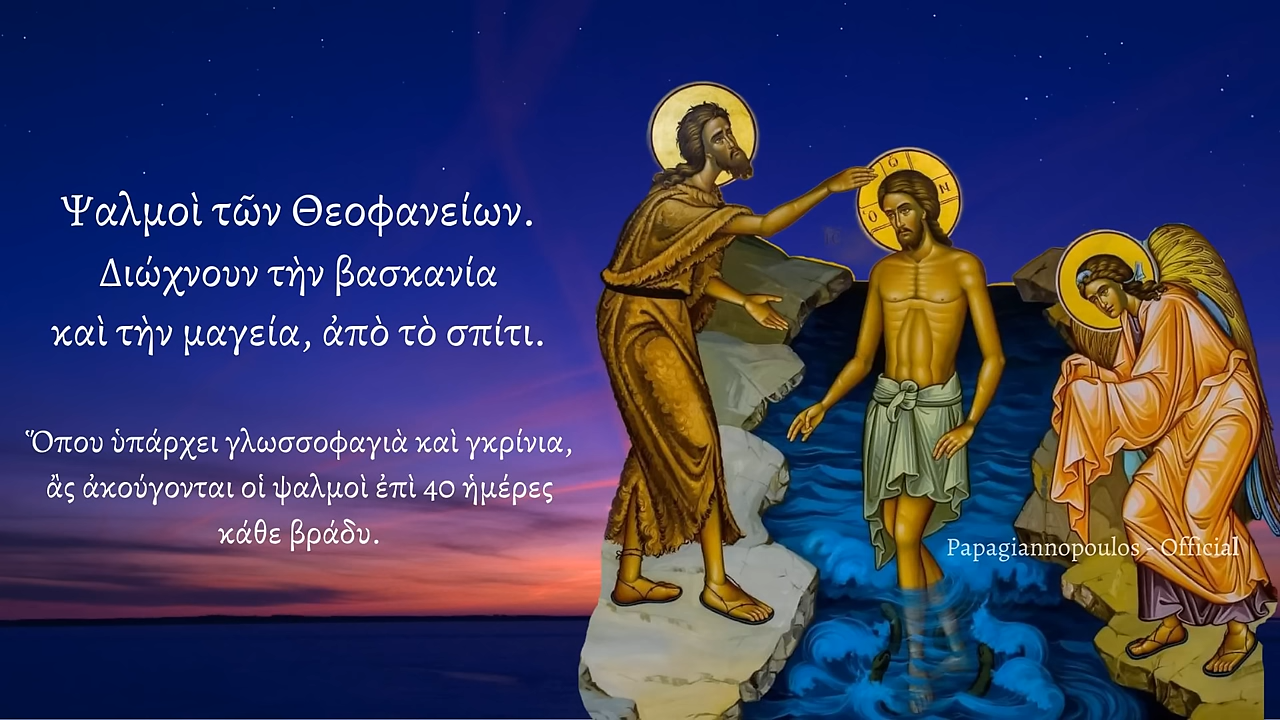 Ψαλμοὶ τῶν Θεοφανείων.
Διώχνουν τὴν βασκανία
καὶ τὴν μαγεία, ἀπὸ τὸ σπίτι.
Ὅπου ὑπάρχει γλωσσοφαγιὰ καὶ γκρίνια,
ἂς ἀκούγονται οἱ ψαλμοὶ ἐπὶ 40 ἡμέρες
κάθε βράδυ.
Ὁ Ω Ν
Papagiannopoulos - Official